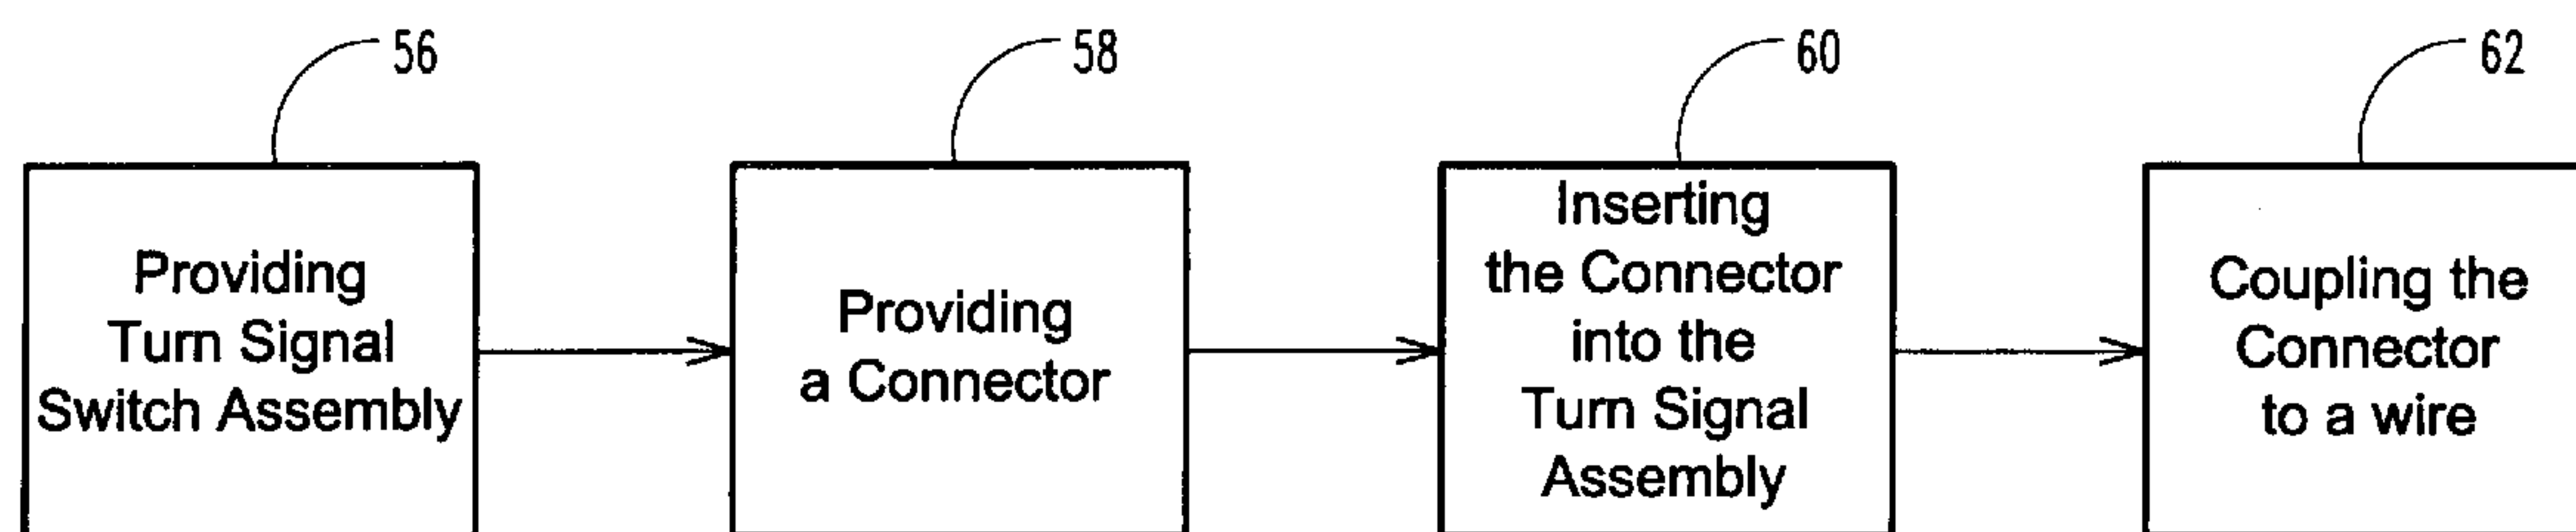 56
58
60
62
Providing
Turn Signal
Switch Assembly
Providing
a Connector
Inserting
the Connector
into the
Turn Signal
Assembly
Coupling the
Connector
to a wire